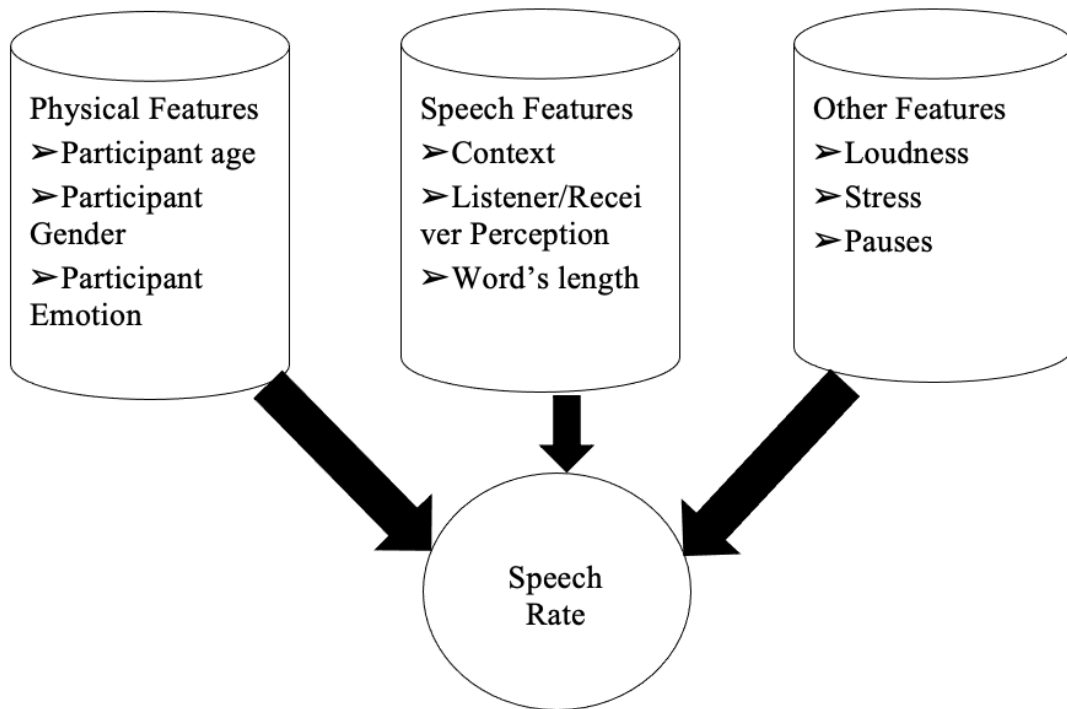 Physical Features
➢Participant age
➢Participant
Gender
➢Participant
Emotion
Speech Features
➢Context
➢Listener/Recei
ver Perception
➢Word’s length
Other Features
➢Loudness
➢Stress
➢Pauses
Speech
Rate